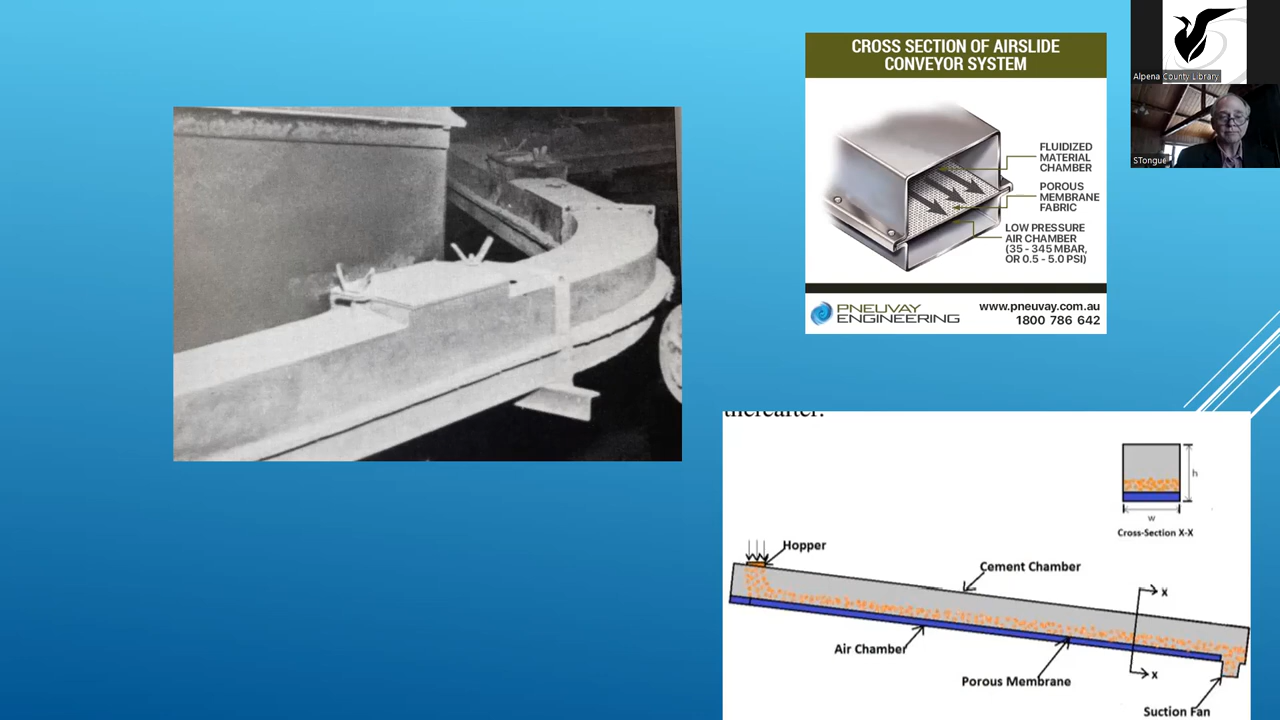 CROSS SECTION OF AIRSLIDE
CONVEYOR SYSTEM
FLUIDIZED
MATERIAL
CHAMBER
POROUS
MEMBRANE
FABRIC
LOW PRESSURE
AIR CHAMBER
(35 - 345 MBAR,
OR 0.5 - 5.0 PSI)
PNEUVAY
ENGINEERING
www.pneuvay.com.au
1800 786 642
Alpena County Library
STongue
thereafter.
h
w
Cross-Section X-X
Hopper
Cement Chamber
x
Air Chamber
x
Porous Membrane
Suction Fan